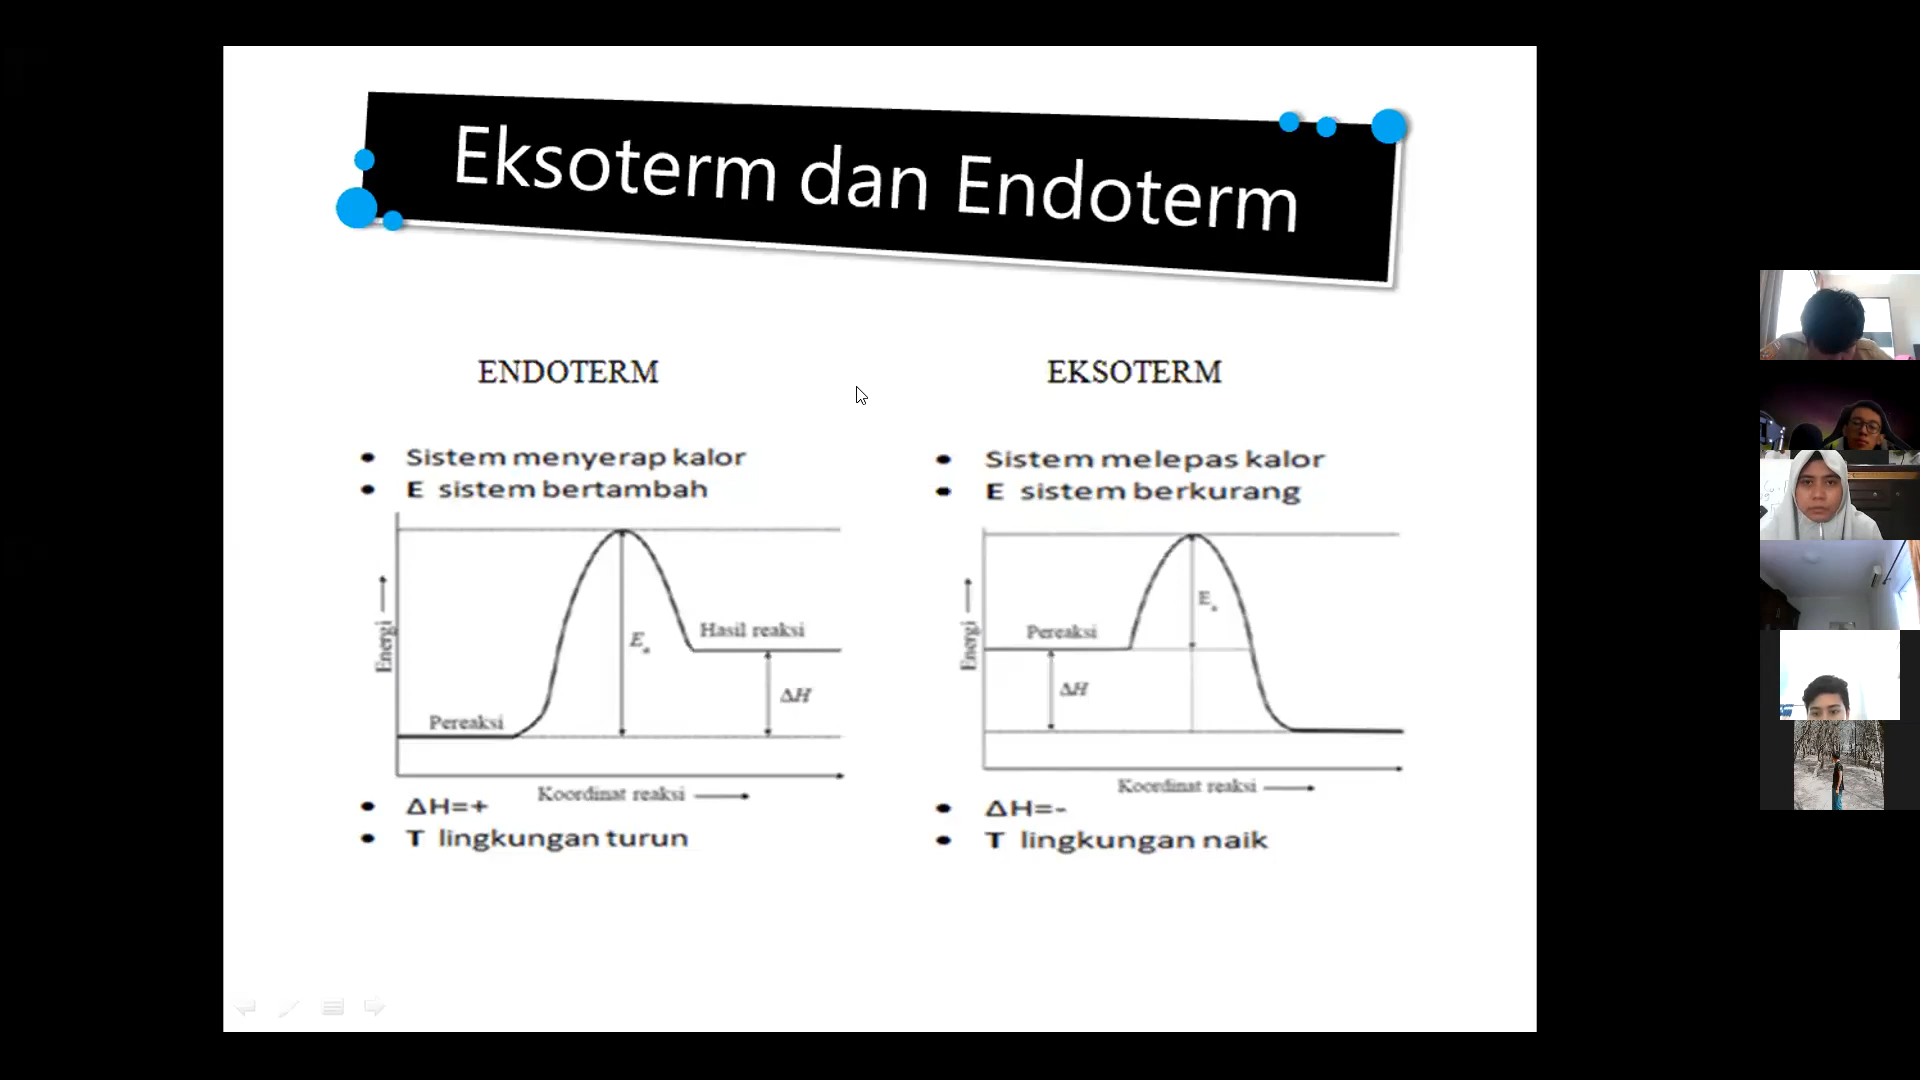 Eksoterm dan Endoterm
ENDOTERM
• Sistem menyerap kalor
• E sistem bertambah
Energi
Ea
Hasil reaksi
ΔH
Pereaksi
Koordinat reaksi
• ΔH=+
• T lingkungan turun
EKSOTERM
• Sistem melepas kalor
• E sistem berkurang
Energi
Pereaksi
Ea
ΔH
Koordinat reaksi
• ΔH=-
• T lingkungan naik